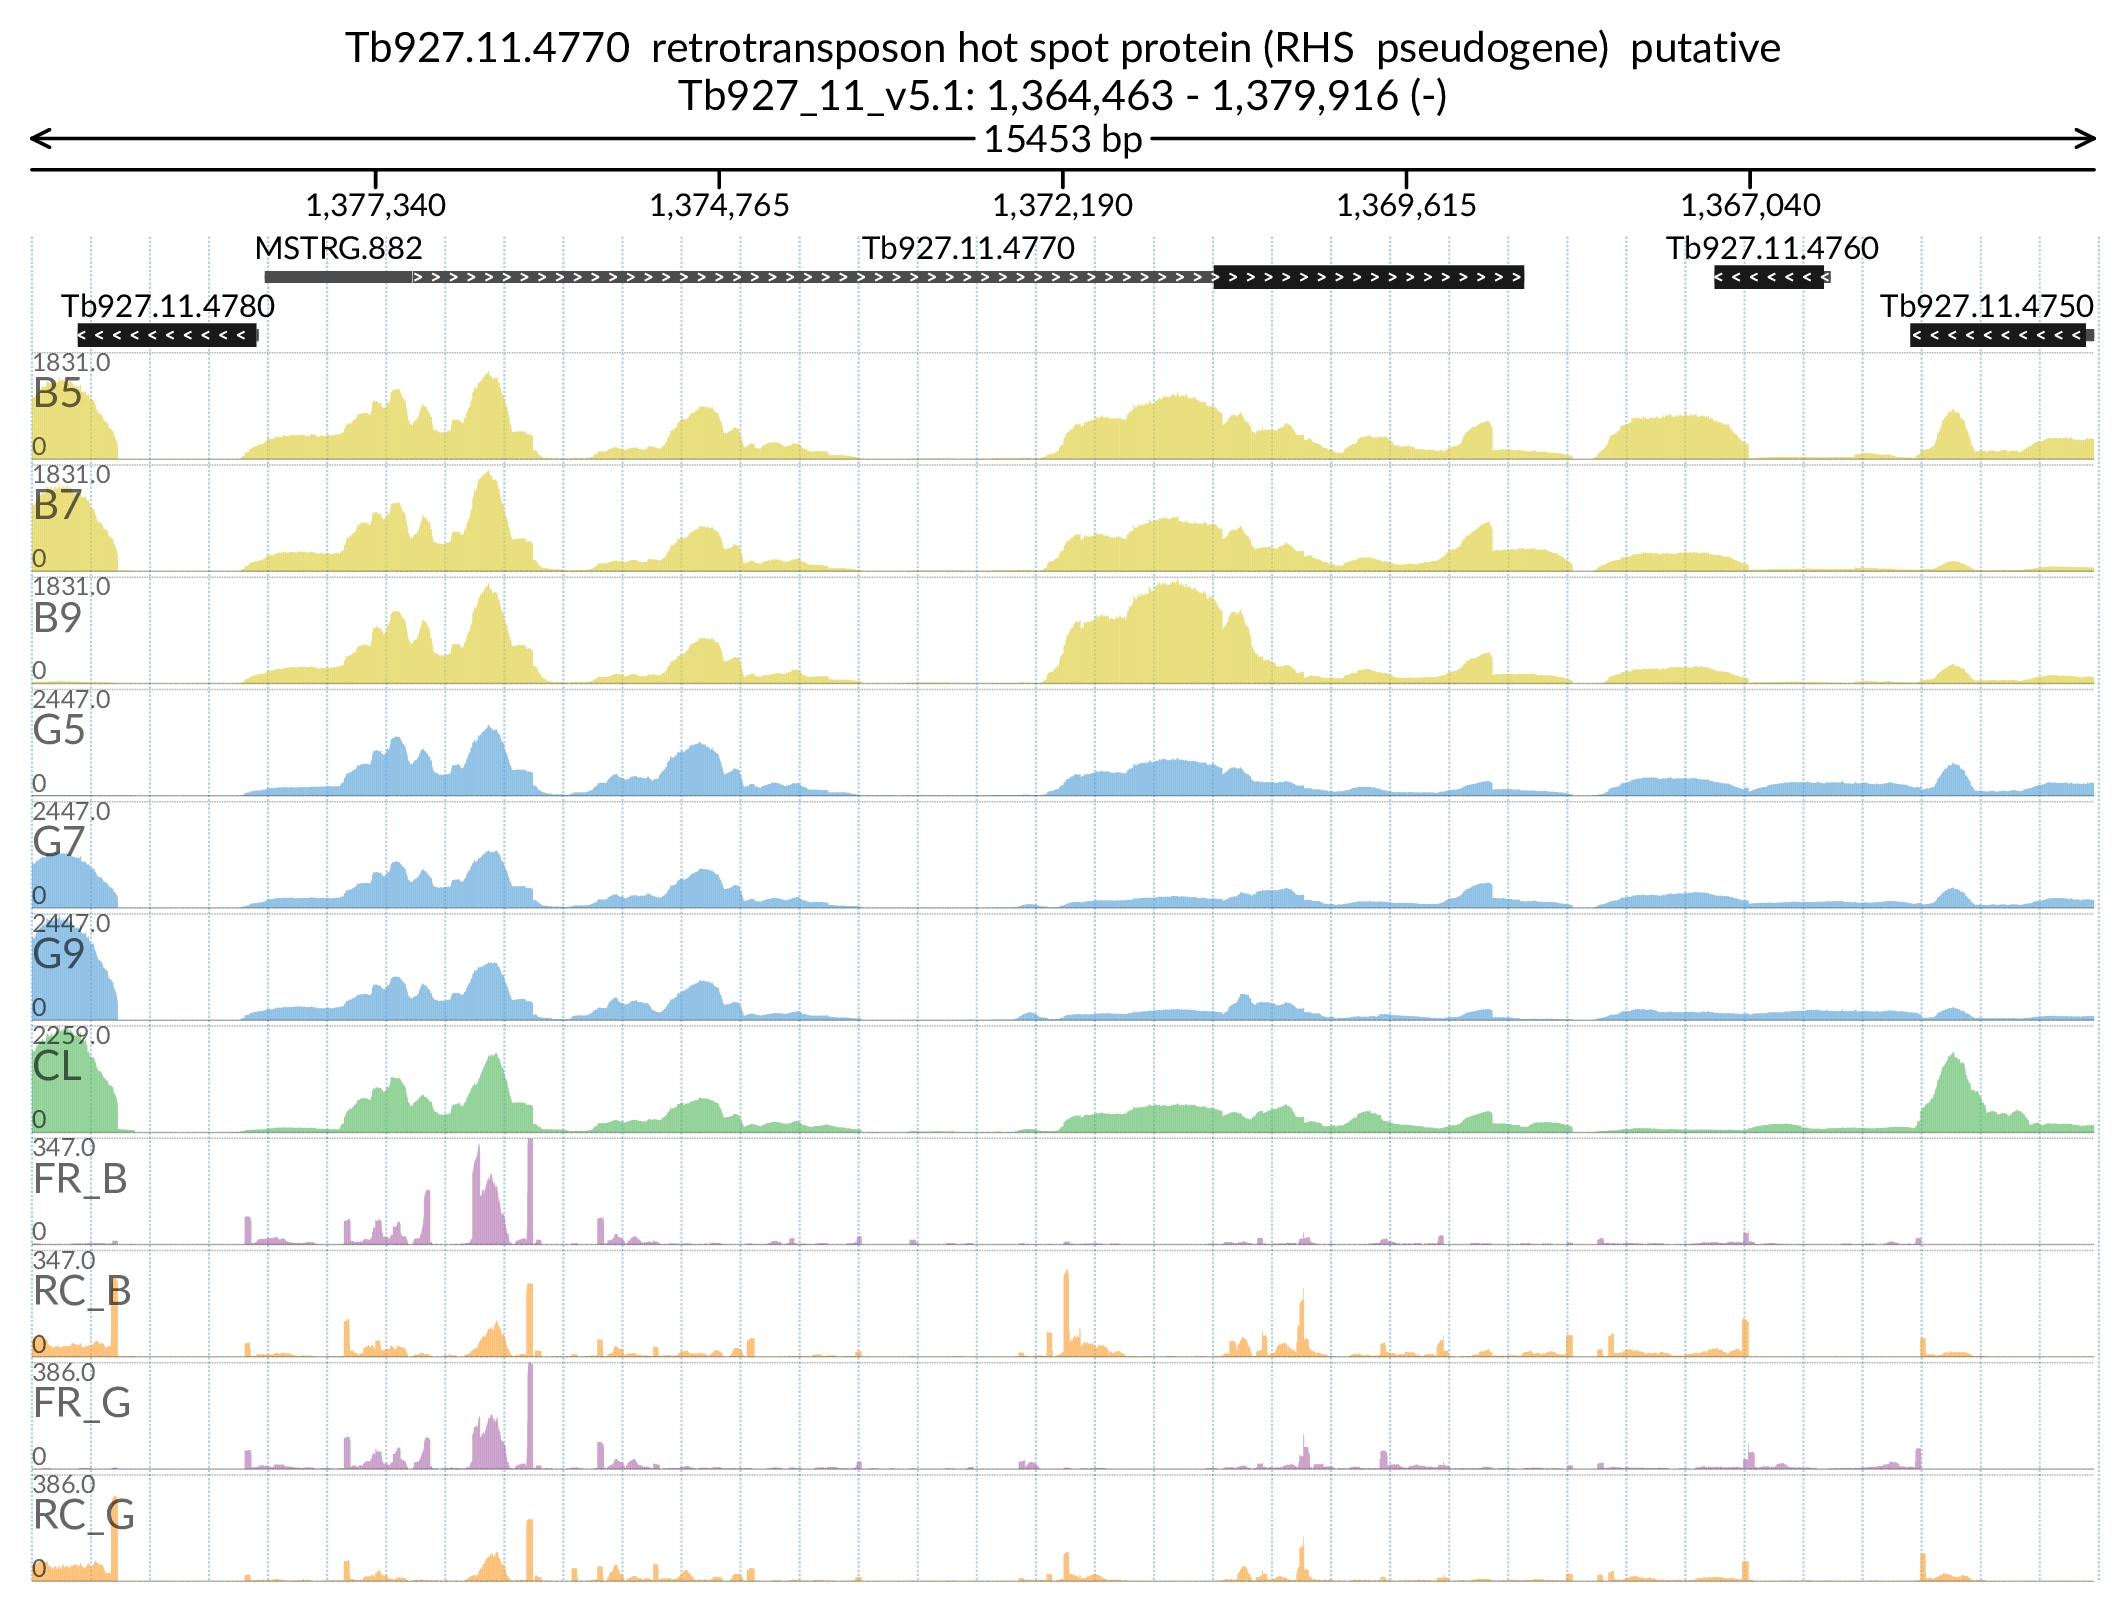 Tb927.11.4770  retrotransposon hot spot protein (RHS  pseudogene)  putative
Tb927_11_v5.1: 1,364,463 - 1,379,916 (-)
15453 bp
1,377,340 1,374,765 1,372,190 1,369,615 1,367,040
MSTRG.882 Tb927.11.4770 Tb927.11.4760
Tb927.11.4780 Tb927.11.4750
1831.0
B5
0
1831.0
B7
0
1831.0
B9
0
2447.0
G5
0
2447.0
G7
0
2447.0
G9
0
2259.0
CL
0
347.0
FR_B
0
347.0
RC_B
0
386.0
FR_G
0
386.0
RC_G
0